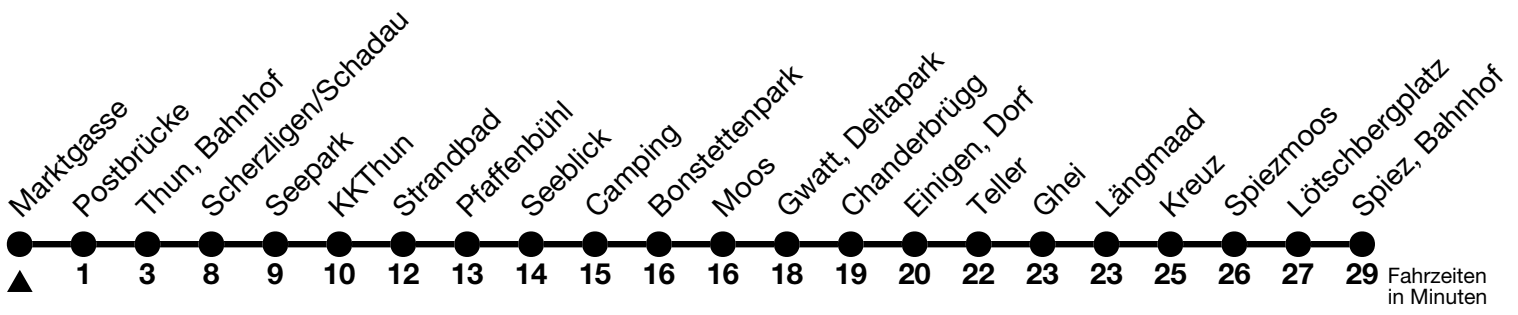 Marktgasse
Postbrücke
Thun, Bahnhof
Scherzligen/Schadau
Seepark
KKThun
Strandbad
Pfaffenbühl
Seeblick
Camping
Bonstettenpark
Moos
Gwatt, Deltapark
Chanderbrügg
Einigen, Dorf
Teller
Ghei
Längmaad
Kreuz
Spiezmoos
Lötschbergplatz
Spiez, Bahnhof
1 3 8 9 10 12 13 14 15 16 16 18 19 20 22 23 23 25 26 27 29
Fahrzeiten
in Minuten